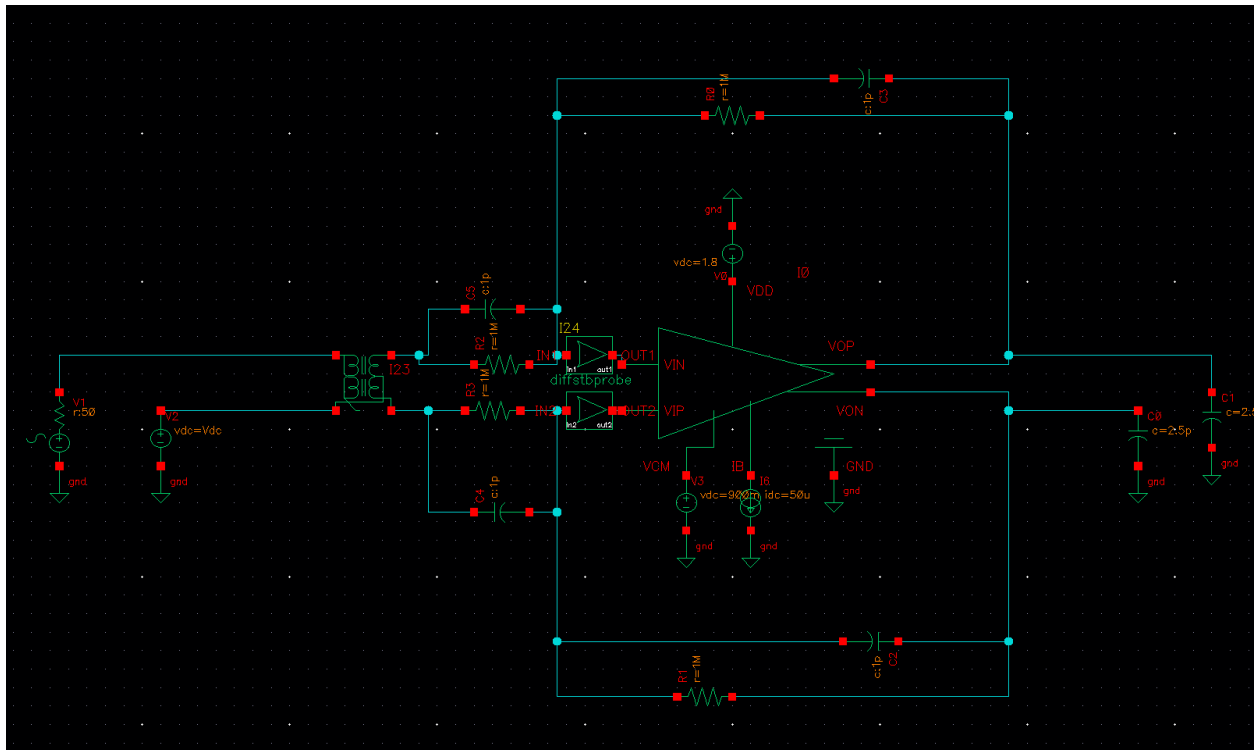 r=1M
R0
c:1p
C3
gnd
vdc=1.8
V0
I0
VDD
C5
c:1p
I24
R2
r=1M
IN1
OUT1
in1
out1
diffstbprobe
I23
VIN
VOP
R3
r=1M
IN2
OUT2
in2
out2
VIP
VON
V1
r:50
V2
vdc=Vdc
C0
c=2.5p
C1
c=2.5
gnd
gnd
VCM
IB
GND
V3
vdc=900m
I6
idc=50u
C4
c:1p
gnd
gnd
gnd
gnd
gnd
R1
r=1M
c:1p
C2